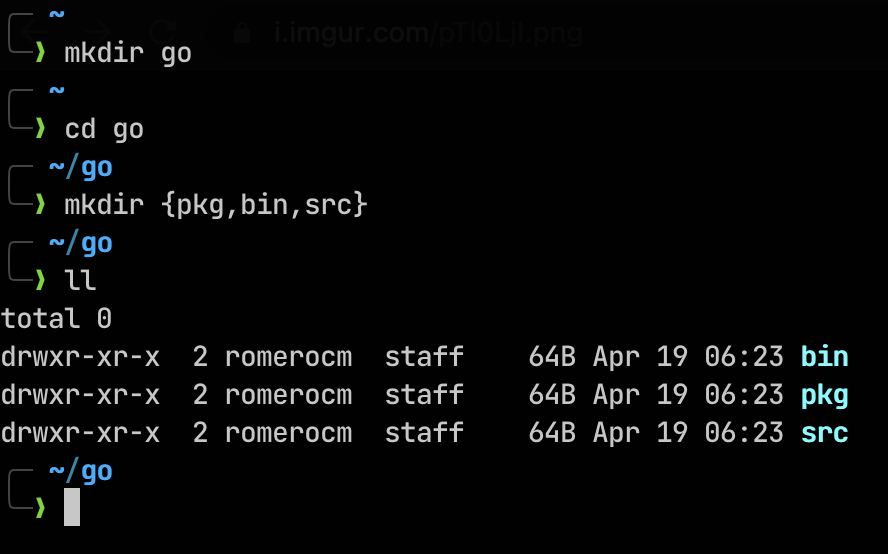 ~
❯ mkdir go
~
❯ cd go
~/go
❯ mkdir {pkg,bin,src}
~/go
❯ ll
total 0
drwxr-xr-x  2 romerocm  staff    64B Apr 19 06:23 bin
drwxr-xr-x  2 romerocm  staff    64B Apr 19 06:23 pkg
drwxr-xr-x  2 romerocm  staff    64B Apr 19 06:23 src
~/go
❯